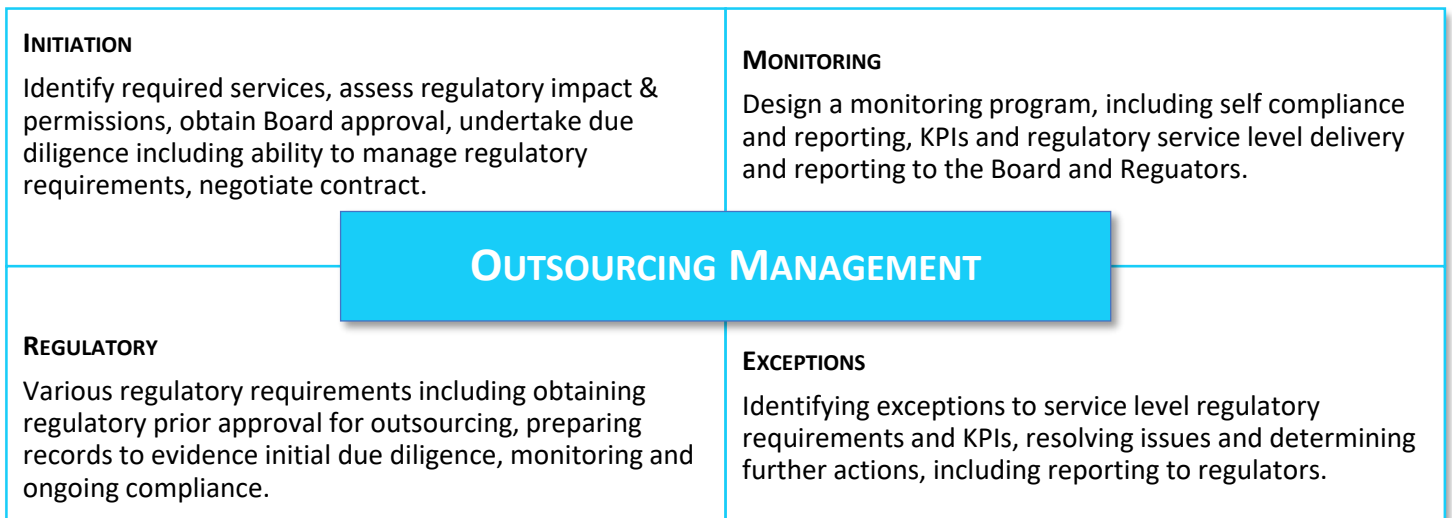 INITIATION
Identify required services, assess regulatory impact &
permissions, obtain Board approval, undertake due
diligence including ability to manage regulatory
requirements, negotiate contract.
MONITORING
Design a monitoring program, including self compliance
and reporting, KPIs and regulatory service level delivery
and reporting to the Board and Reguators.
OUTSOURCING MANAGEMENT
REGULATORY
Various regulatory requirements including obtaining
regulatory prior approval for outsourcing, preparing
records to evidence initial due diligence, monitoring and
ongoing compliance.
EXCEPTIONS
Identifying exceptions to service level regulatory
requirements and KPIs, resolving issues and determining
further actions, including reporting to regulators.